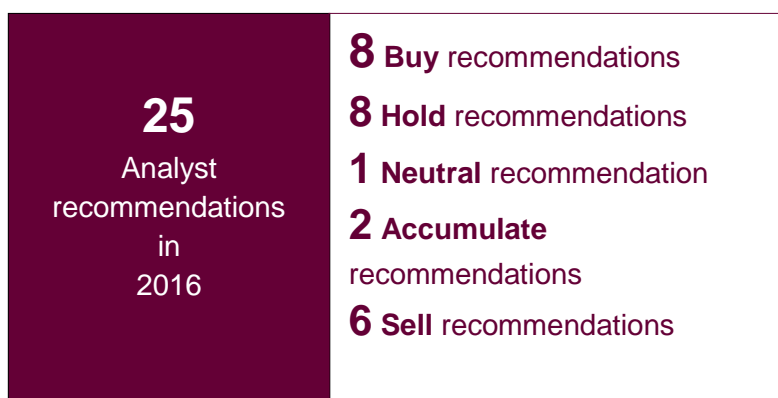 25
Analyst
recommendations
in
2016
8 Buy recommendations
8 Hold recommendations
1 Neutral recommendation
2 Accumulate
recommendations
6 Sell recommendations